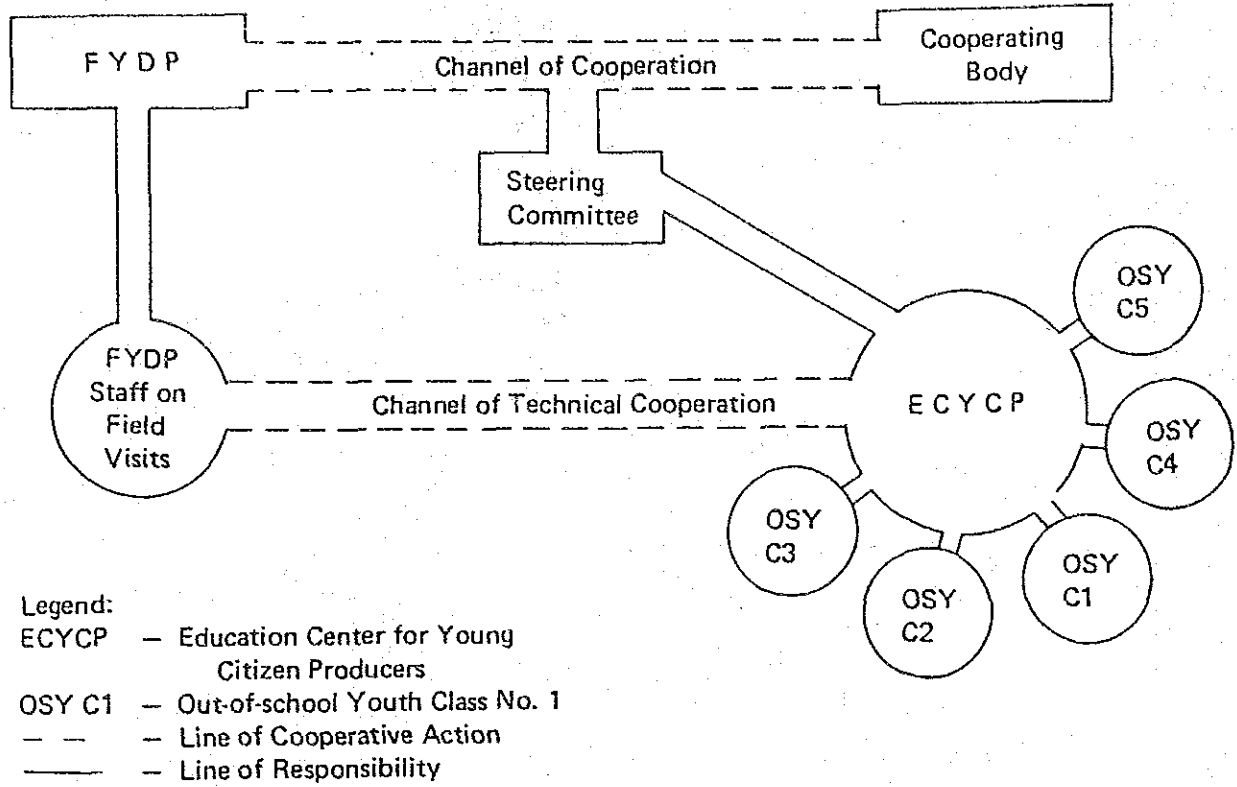 FYDP
Channel of Cooperation
Cooperating
Body
Steering
Committee
OSY
C5
FYDP
Staff on
Field
Visits
Channel of Technical Cooperation
ECYCP
OSY
C4
OSY
C3
OSY
C2
OSY
C1
Legend:
ECYCP – Education Center for Young
Citizen Producers
OSY C1 – Out-of-school Youth Class No. 1
– – – Line of Cooperative Action
—— – Line of Responsibility